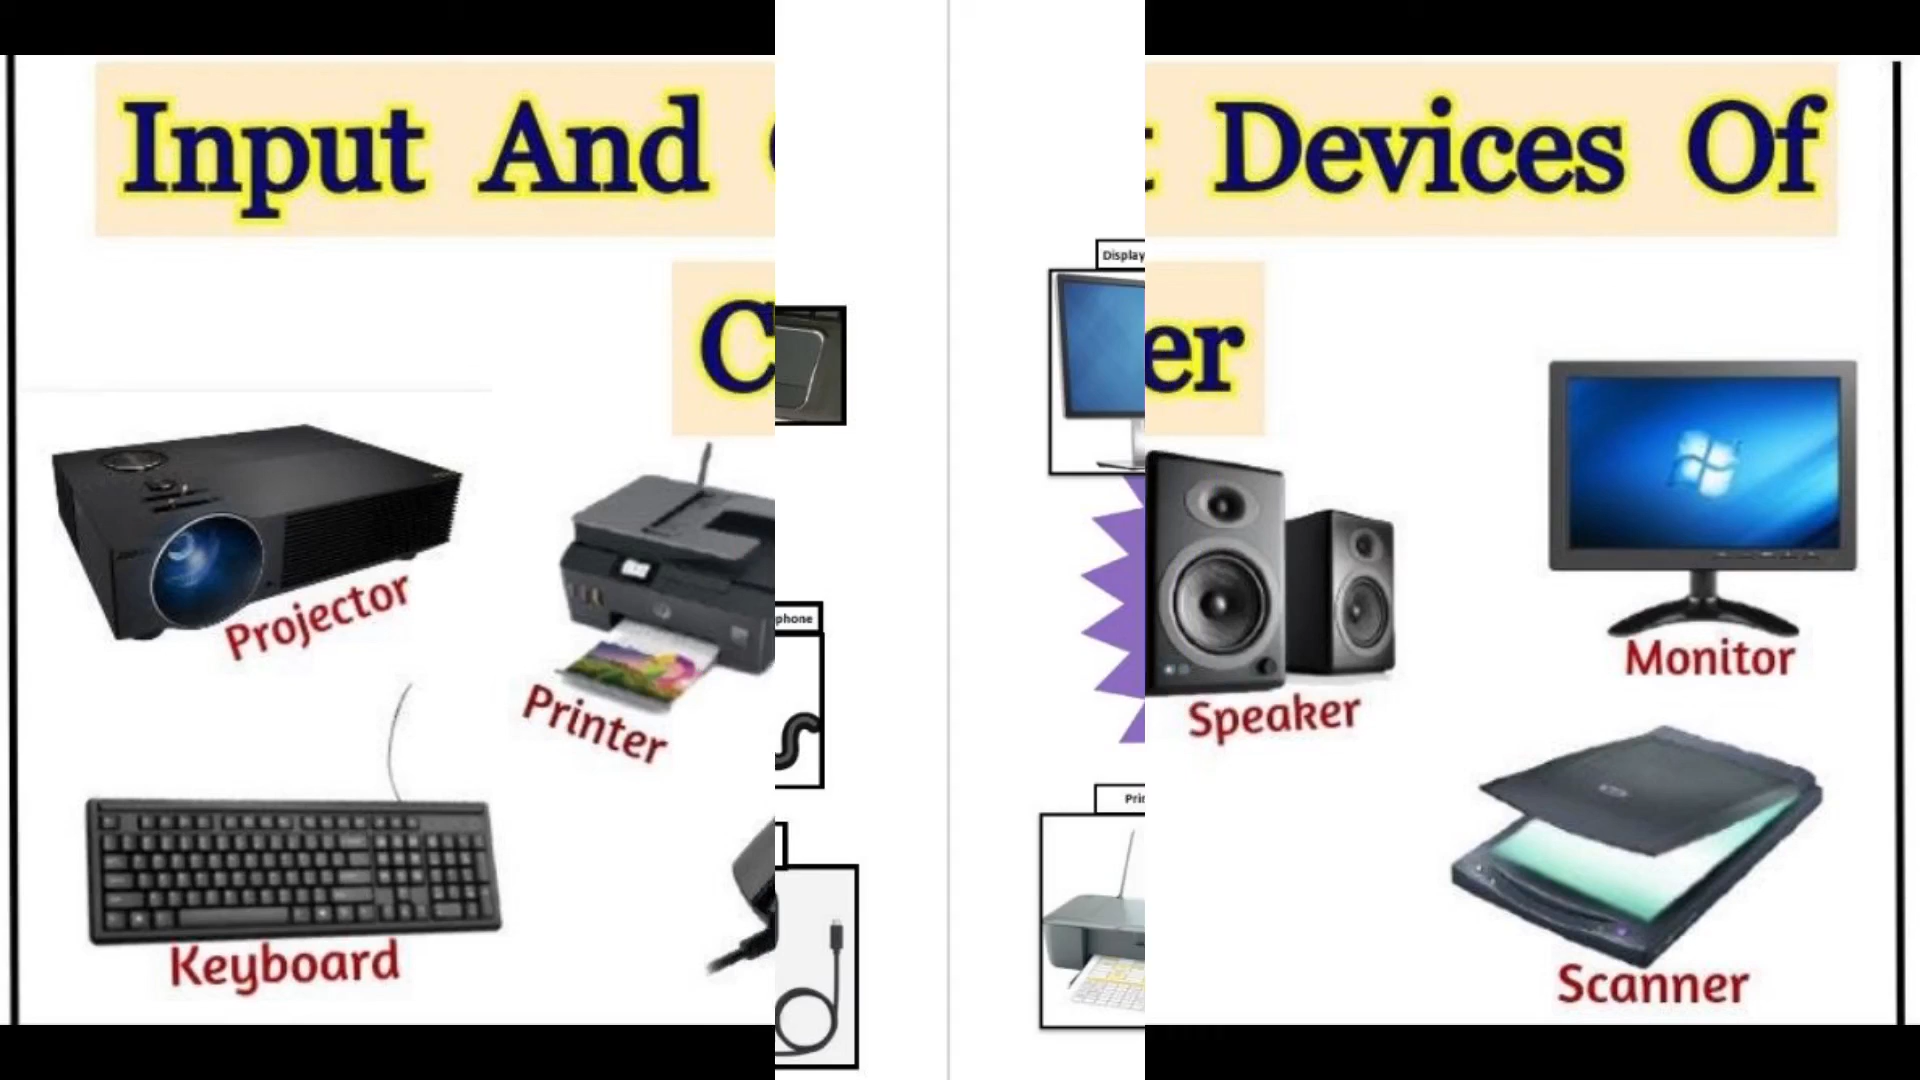 Input And
Devices Of
Display
C
er
Projector
Printer
phone
Speaker
Monitor
Keyboard
Scanner